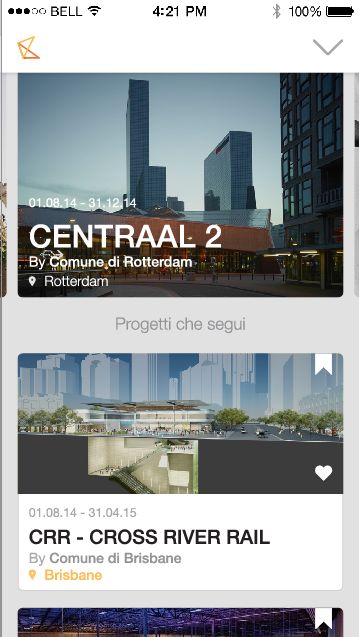 BELL 4:21 PM 100%
01.08.14 - 31.12.14
CENTRAAL 2
By Comune di Rotterdam
Rotterdam
Progetti che segui
01.08.14 - 31.04.15
CRR - CROSS RIVER RAIL
By Comune di Brisbane
Brisbane